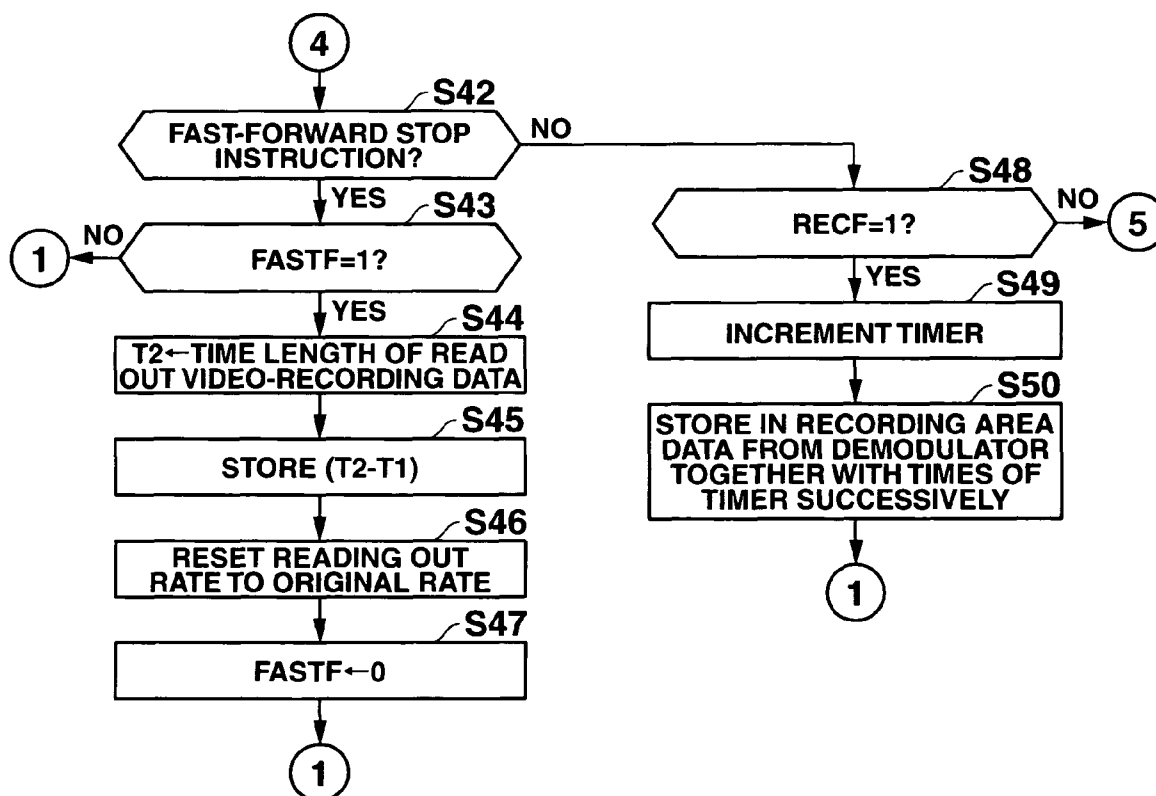 4
S42
FAST-FORWARD STOP
INSTRUCTION?
NO
YES
S43
NO
1
FASTF=1?
YES
S44
T2←TIME LENGTH OF READ
OUT VIDEO-RECORDING DATA
S45
STORE (T2-T1)
S46
RESET READING OUT
RATE TO ORIGINAL RATE
S47
FASTF←0
1
S48
RECF=1?
NO
5
YES
S49
INCREMENT TIMER
S50
STORE IN RECORDING AREA
DATA FROM DEMODULATOR
TOGETHER WITH TIMES OF
TIMER SUCCESSIVELY
1